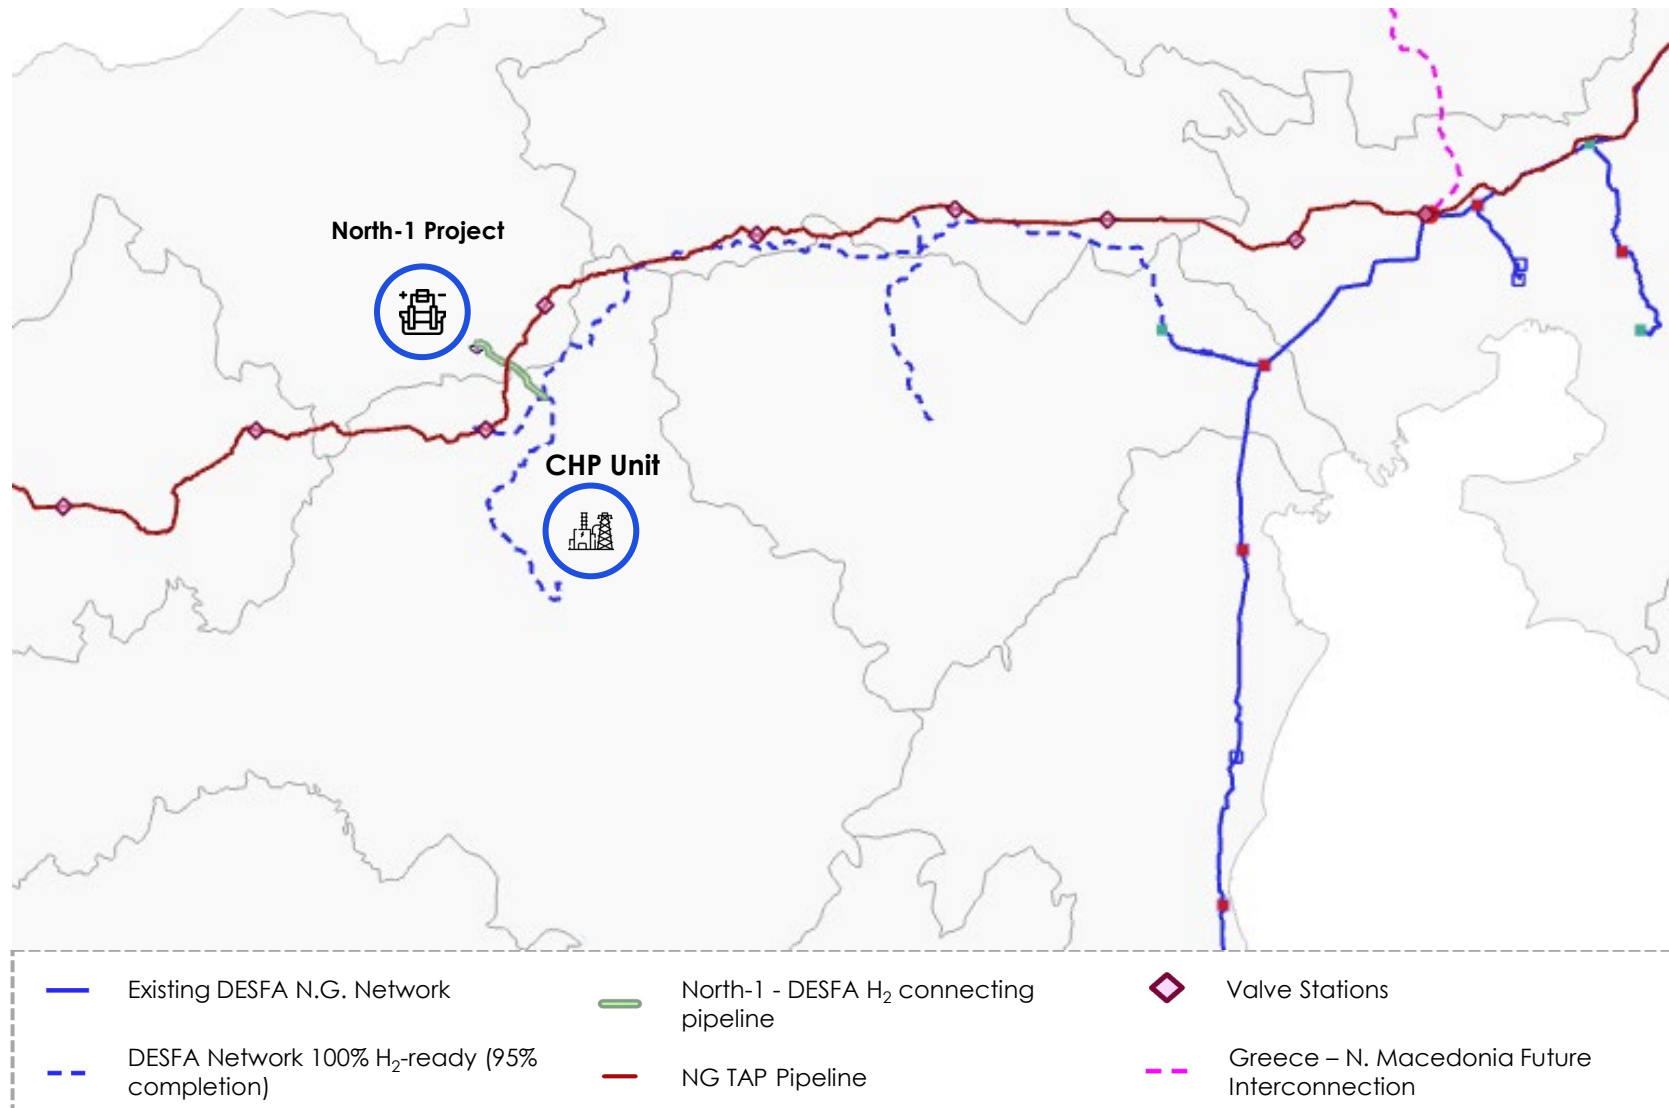 North-1 Project
CHP Unit
Existing DESFA N.G. Network
DESFA Network 100% H₂-ready (95%
completion)
North-1 - DESFA H₂ connecting
pipeline
NG TAP Pipeline
Valve Stations
Greece – N. Macedonia Future
Interconnection